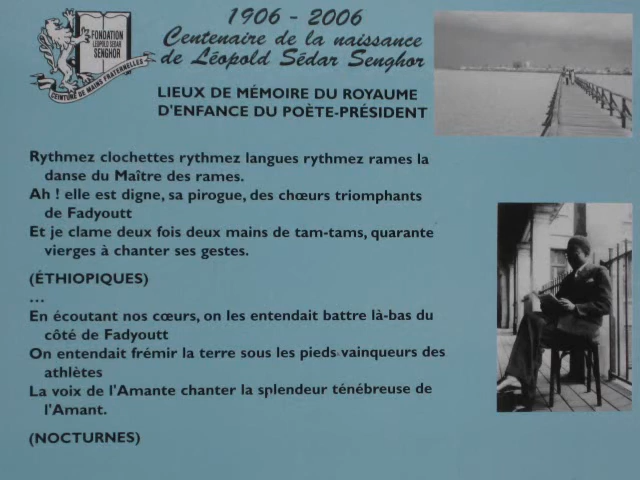 FONDATION
LÉOPOLD SÉDAR
SENGHOR
CEINTURE DE MAINS FRATERNELLES
1906 - 2006
Centenaire de la naissance
de Léopold Sédar Senghor
LIEUX DE MÉMOIRE DU ROYAUME
D'ENFANCE DU POÈTE-PRÉSIDENT
Rythmez clochettes rythmez langues rythmez rames la
danse du Maître des rames.
Ah ! elle est digne, sa pirogue, des chœurs triomphants
de Fadyoutt
Et je clame deux fois deux mains de tam-tams, quarante
vierges à chanter ses gestes.
(ÉTHIOPIQUES)
...
En écoutant nos cœurs, on les entendait battre là-bas du
côté de Fadyoutt
On entendait frémir la terre sous les pieds vainqueurs des
athlètes
La voix de l'Amante chanter la splendeur ténébreuse de
l'Amant.
(NOCTURNES)